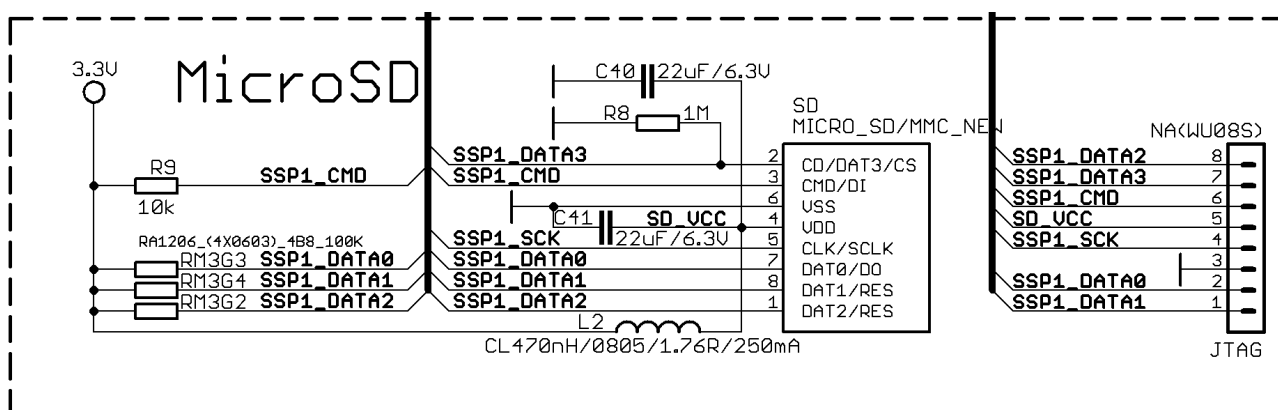 3.3V
MicroSD
C40
22uF/6.3V
R8
1M
SD
MICRO_SD/MMC_NEW
NA(WU08S)
R9
10k
SSP1_CMD
SSP1_DATA3
SSP1_CMD
2
3
6
4
5
7
8
1
CD/DAT3/CS
CMD/DI
VSS
VDD
CLK/SCLK
DAT0/DO
DAT1/RES
DAT2/RES
C41
SD_VCC
22uF/6.3V
SSP1_SCK
SSP1_DATA0
SSP1_DATA1
SSP1_DATA2
RA1206_(4X0603)_4B8_100K
RM3G3 SSP1_DATA0
RM3G4 SSP1_DATA1
RM3G2 SSP1_DATA2
L2
CL470nH/0805/1.76R/250mA
SSP1_DATA2 8
SSP1_DATA3 7
SSP1_CMD 6
SD_VCC 5
SSP1_SCK 4
3
SSP1_DATA0 2
SSP1_DATA1 1
JTAG